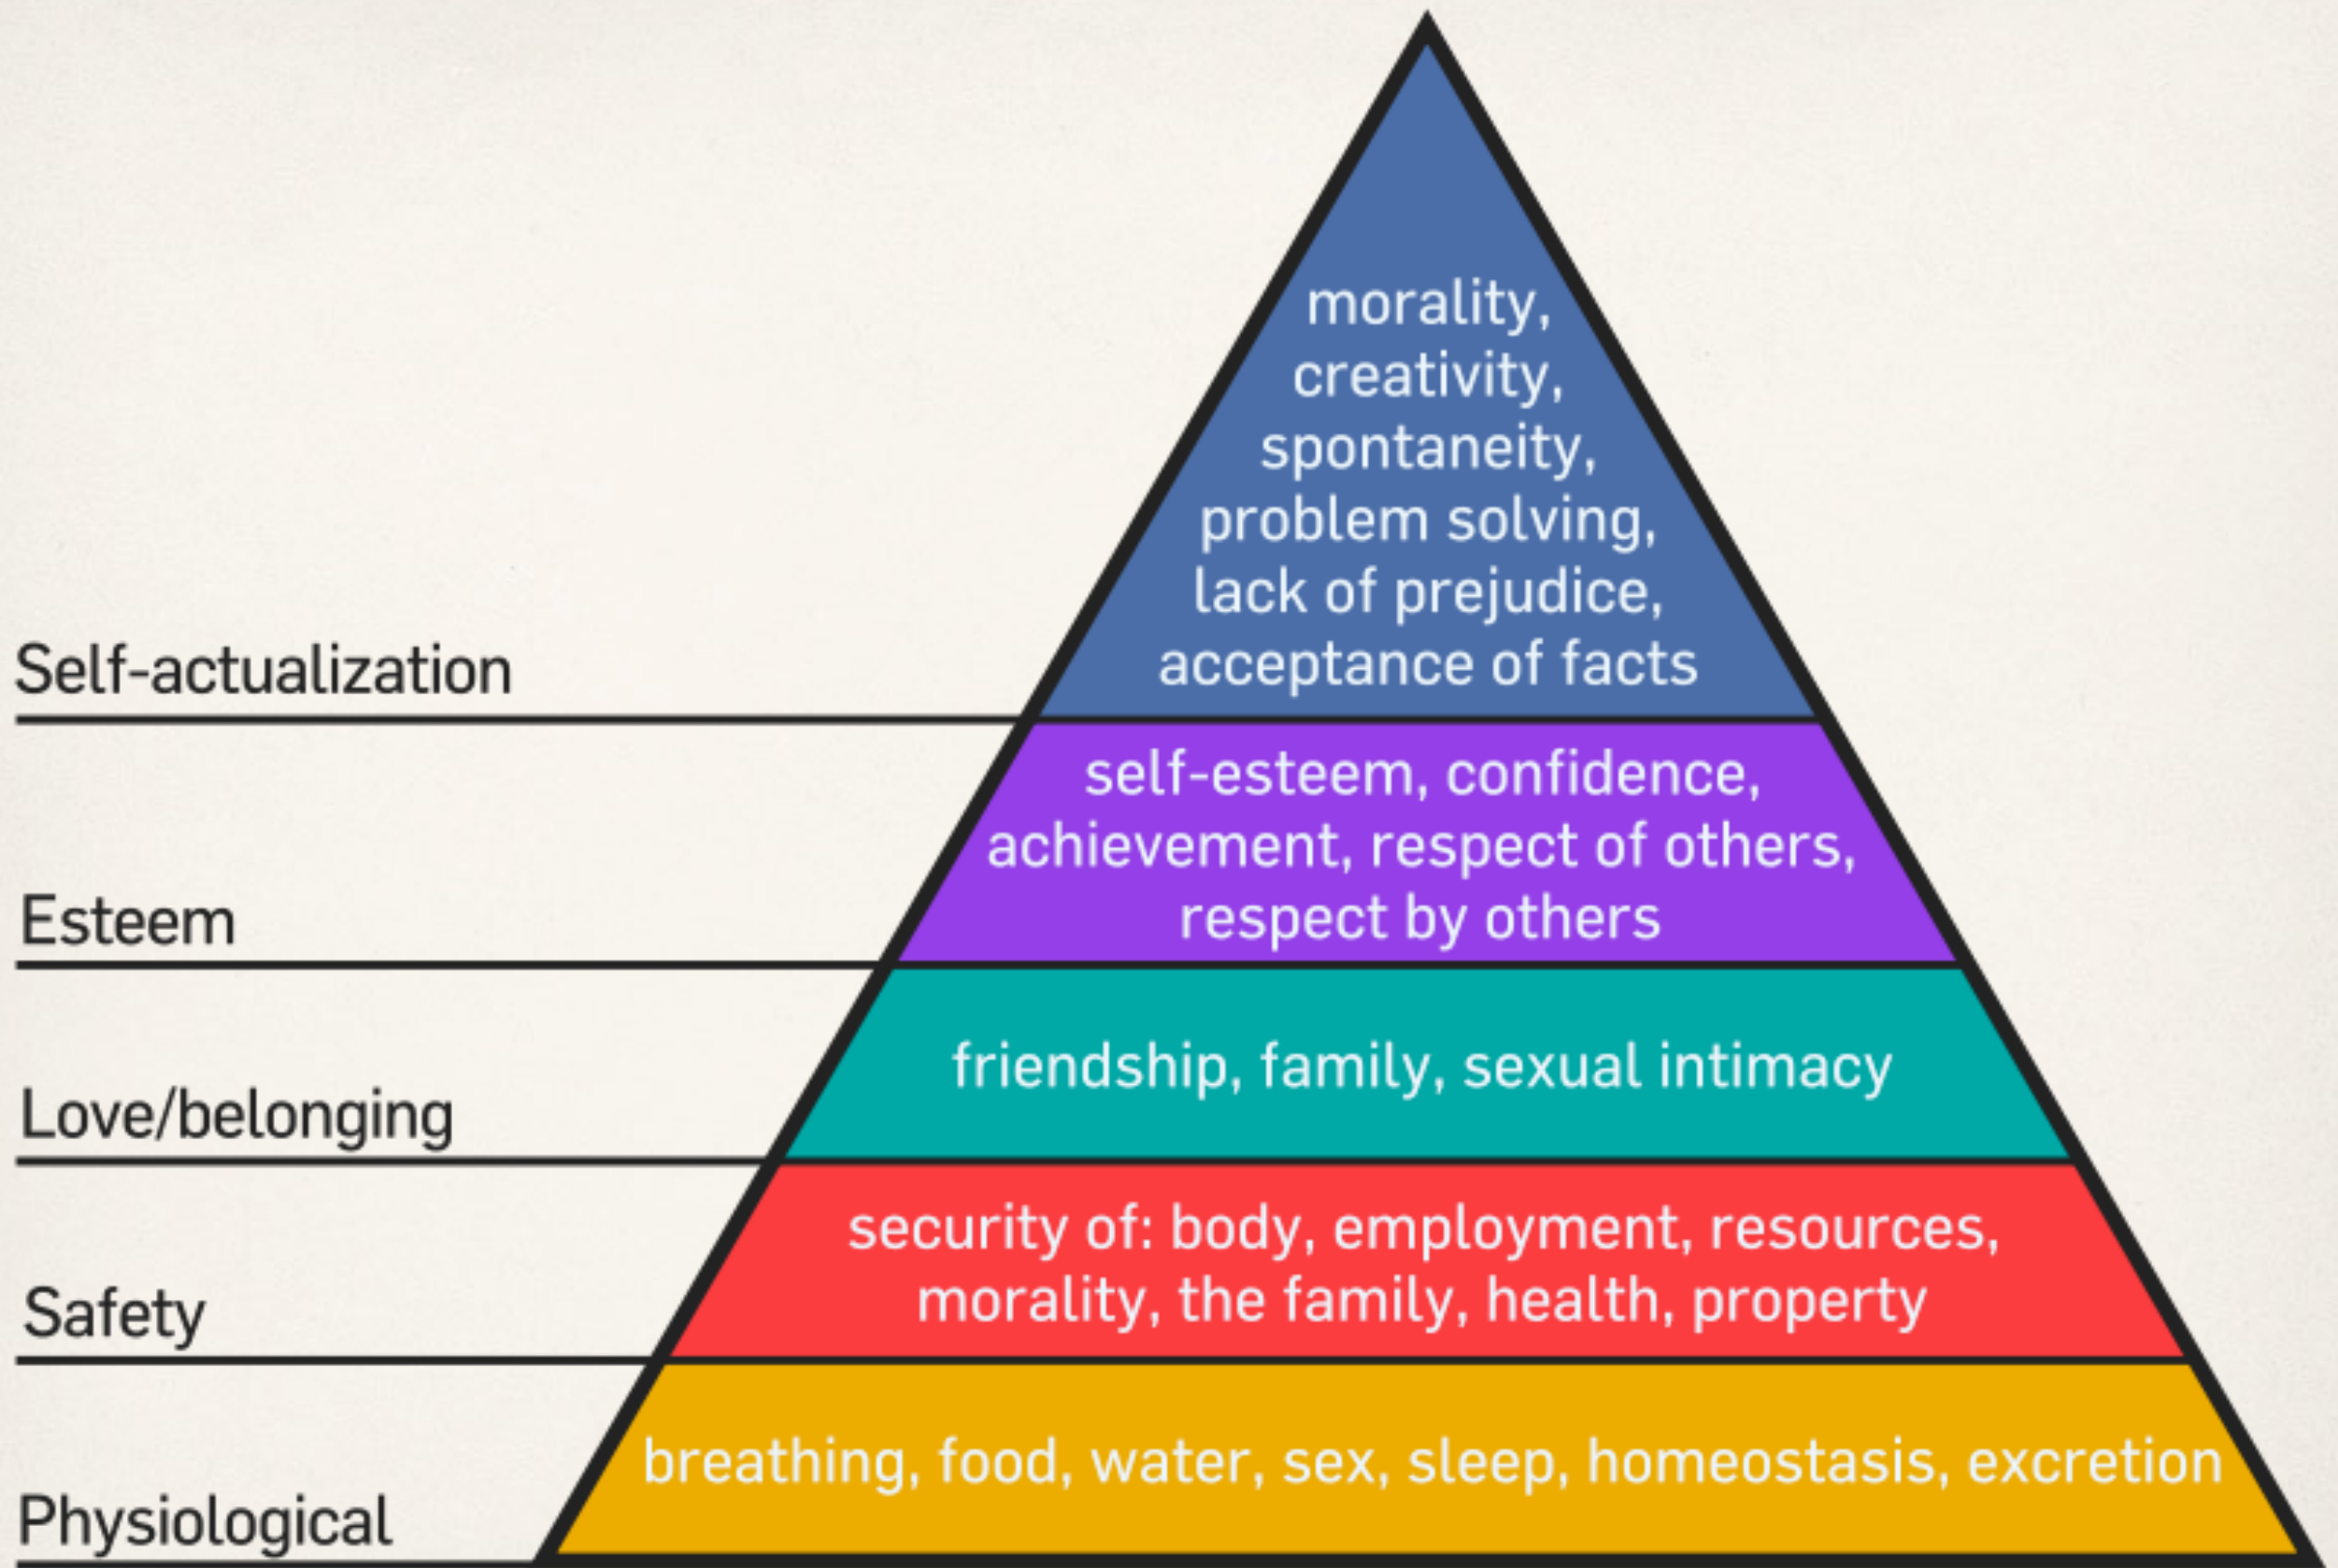 morality,
creativity,
spontaneity,
problem solving,
lack of prejudice,
acceptance of facts
Self-actualization
self-esteem, confidence,
achievement, respect of others,
respect by others
Esteem
friendship, family, sexual intimacy
Love/belonging
security of: body, employment, resources,
morality, the family, health, property
Safety
breathing, food, water, sex, sleep, homeostasis, excretion
Physiological